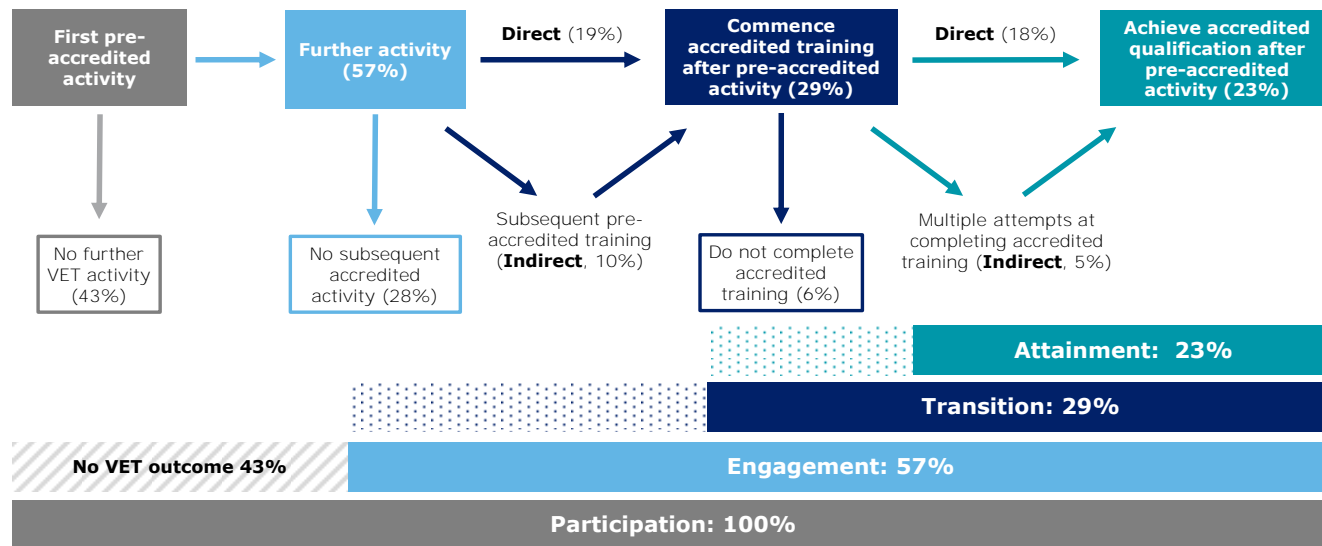 First pre-
accredited
activity
Further activity
(57%)
Direct (19%)
Commence
accredited training
after pre-accredited
activity (29%)
Direct (18%)
Achieve accredited
qualification after
pre-accredited
activity (23%)
No further
VET activity
(43%)
No subsequent
accredited
activity (28%)
Subsequent pre-
accredited training
(Indirect, 10%)
Do not complete
accredited
training (6%)
Multiple attempts at
completing accredited
training (Indirect, 5%)
Attainment: 23%
Transition: 29%
No VET outcome 43%
Engagement: 57%
Participation: 100%